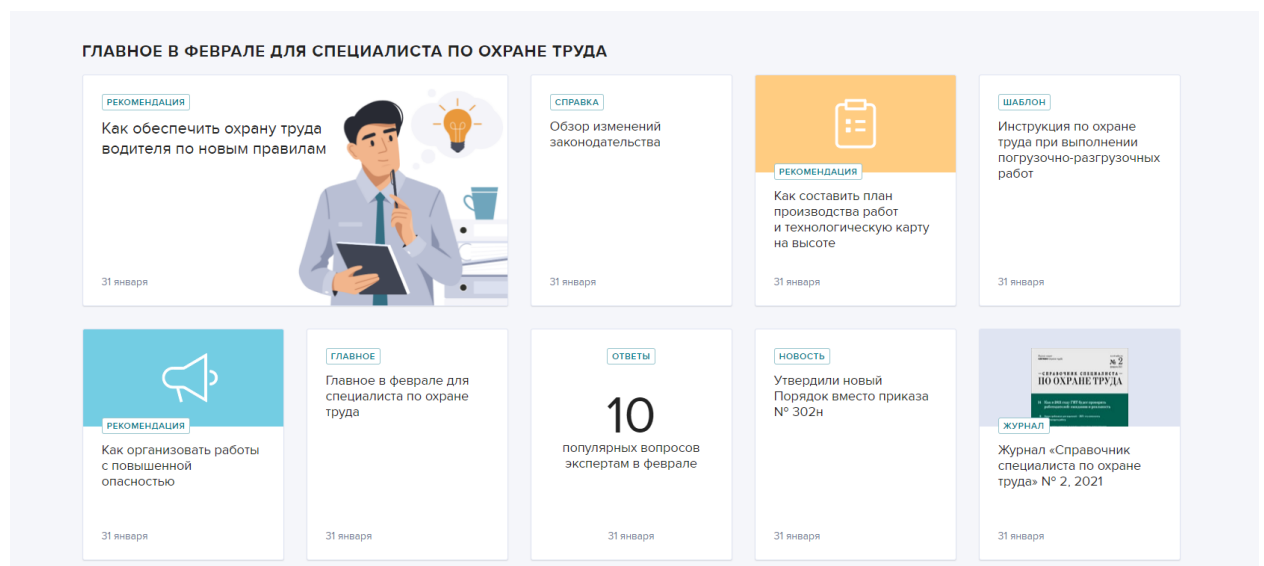 ГЛАВНОЕ В ФЕВРАЛЕ ДЛЯ СПЕЦИАЛИСТА ПО ОХРАНЕ ТРУДА
РЕКОМЕНДАЦИЯ
Как обеспечить охрану труда
водителя по новым правилам
31 января
СПРАВКА
Обзор изменений
законодательства
31 января
РЕКОМЕНДАЦИЯ
Как составить план
производства работ
и технологическую карту
на высоте
31 января
ШАБЛОН
Инструкция по охране
труда при выполнении
погрузочно-разгрузочных
работ
31 января
РЕКОМЕНДАЦИЯ
Как организовать работы
с повышенной
опасностью
31 января
ГЛАВНОЕ
Главное в феврале для
специалиста по охране
труда
31 января
ОТВЕТЫ
10
популярных вопросов
экспертам в феврале
31 января
НОВОСТЬ
Утвердили новый
Порядок вместо приказа
№ 302н
31 января
№ 2
СПРАВОЧНИК СПЕЦИАЛИСТА
ПО ОХРАНЕ ТРУДА
ЖУРНАЛ
Журнал «Справочник
специалиста по охране
труда» № 2, 2021
31 января